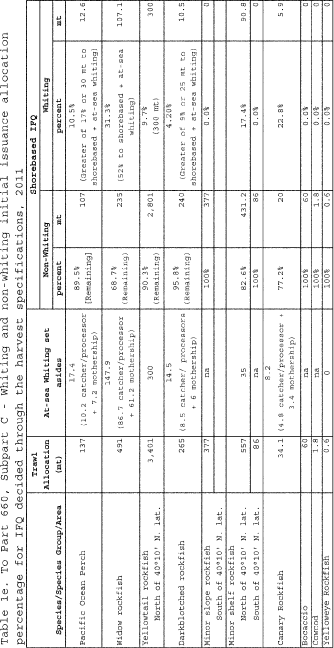 Table 1e. To Part 660, Subpart C - Whiting and non-whiting initial issuance allocation
percentage for IFQ decided through the harvest specifications, 2011
Species/Species Group/Area Trawl Allocation (mt) At-sea Whiting set asides Shorebased IFQ
Non-Whiting Whiting
percent mt percent mt
Pacific Ocean Perch 137 17.4 (10.2 catcher/processor + 7.2 mothership) 89.5% [Remaining] 107 10.5% (Greater of 17% or 30 mt to shorebased + at-sea whiting) 12.6
Widow rockfish 491 147.9 (86.7 catcher/processor + 61.2 mothership) 68.7% (Remaining) 235 31.3% (52% to shorebased + at-sea whiting) 107.1
Yellowtail rockfish
North of 40°10' N. lat. 3,401 300 90.3% (Remaining) 2,801 9.7% (300 mt) 300
Darkblotched rockfish 265 14.5 (8.5 catcher/processors + 6 mothership) 95.8% (Remaining) 240 4.20% (Greater of 9% or 25 mt to shorebased + at-sea whiting) 10.5
Minor slope rockfish
South of 40°10' N. lat. 377 na 100% 377 0.0% 0
Minor shelf rockfish
North of 40°10' N. lat. 557 35 82.6% 431.2 17.4% 90.8
South of 40°10' N. lat. 86 na 100% 86 0.0% 0
Canary Rockfish 34.1 8.2 (4.8 catcher/processor + 3.4 mothership) 77.2% 20 22.8% 5.9
Bocaccio 60 na 100% 60 0.0% 0
Cowcod 1.8 na 100% 1.8 0.0% 0
Yelloweye Rockfish 0.6 0 100% 0.6 0.0% 0